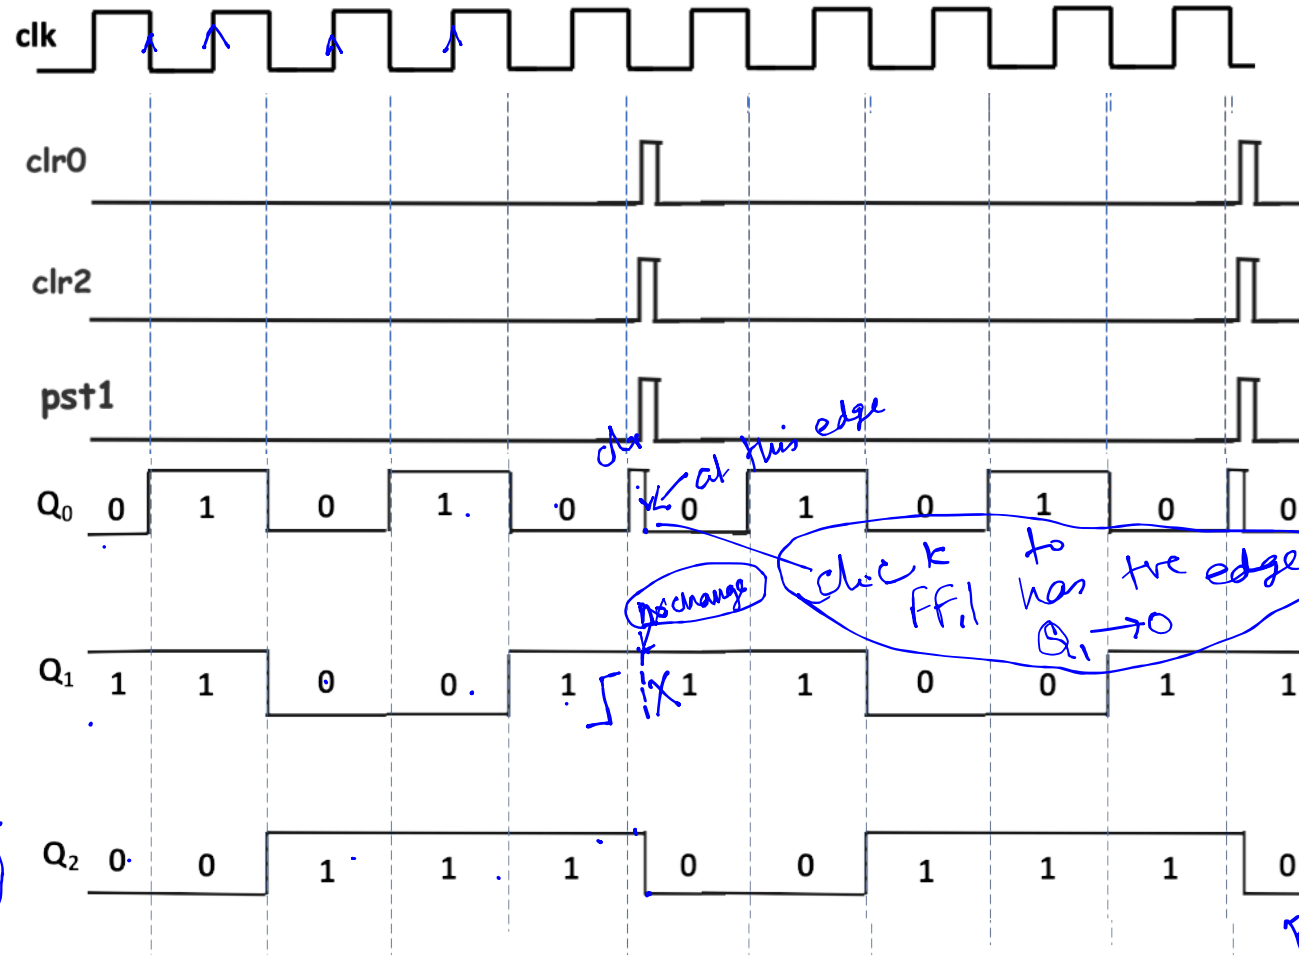 clk
clr0
clr2
pst1
clr
at this edge
Q0 0 1 0 1 0 0 1 0 1 0 0
no change
clock to
FF1 has +ve edge
Q1 → 0
Q1 1 1 0 0 1 X 1 1 0 0 1 1
Q2 0 0 1 1 1 0 0 1 1 1 0